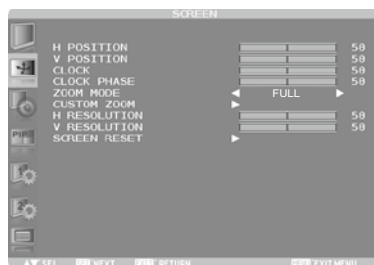 SCREEN
H POSITION 50
V POSITION 50
CLOCK 50
CLOCK PHASE 50
ZOOM MODE FULL
CUSTOM ZOOM
H RESOLUTION 50
V RESOLUTION 50
SCREEN RESET
PIP
SEL NEXT RETURN EXIT MENU